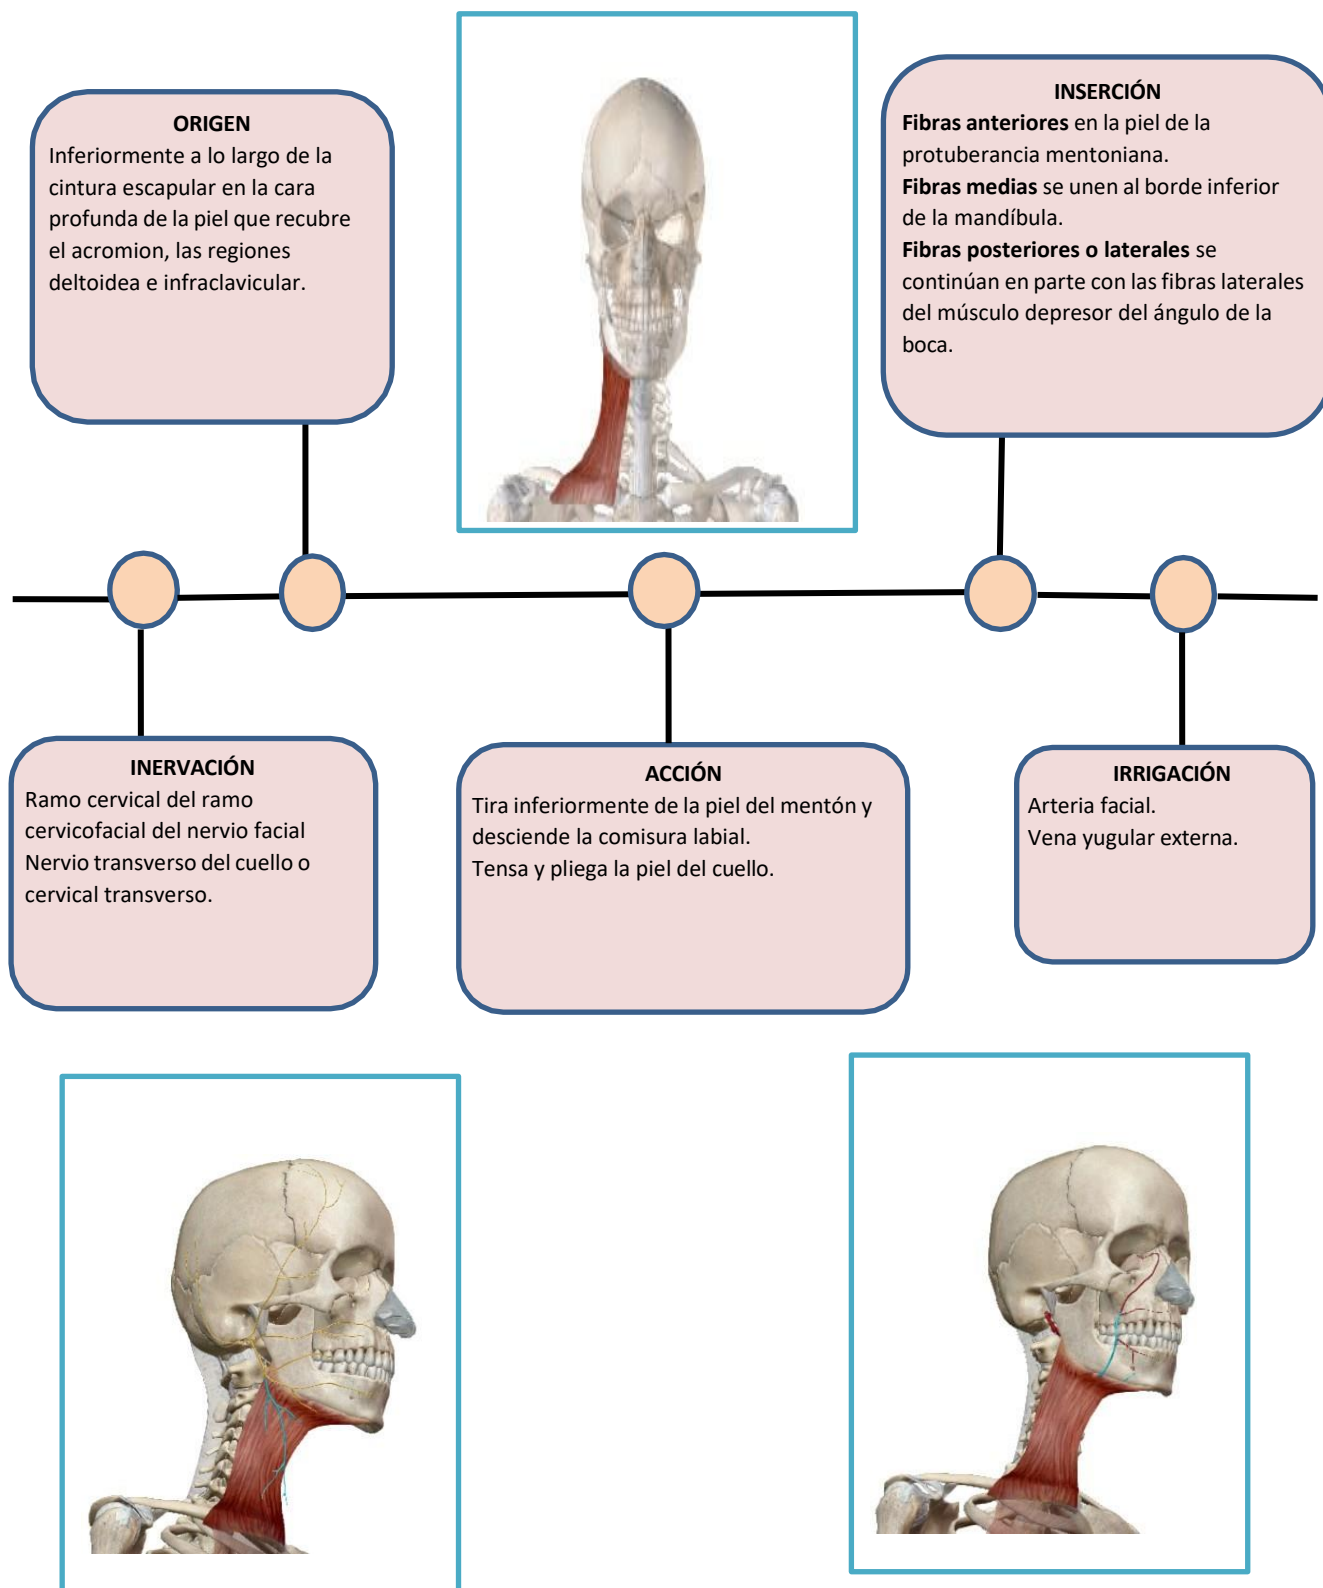 ORIGEN
Inferiormente a lo largo de la
cintura escapular en la cara
profunda de la piel que recubre
el acromion, las regiones
deltoidea e infraclavicular.
INSERCIÓN
Fibras anteriores en la piel de la
protuberancia mentoniana.
Fibras medias se unen al borde inferior
de la mandíbula.
Fibras posteriores o laterales se
continúan en parte con las fibras laterales
del músculo depresor del ángulo de la
boca.
INERVACIÓN
Ramo cervical del ramo
cervicofacial del nervio facial
Nervio transverso del cuello o
cervical transverso.
ACCIÓN
Tira inferiormente de la piel del mentón y
desciende la comisura labial.
Tensa y pliega la piel del cuello.
IRRIGACIÓN
Arteria facial.
Vena yugular externa.